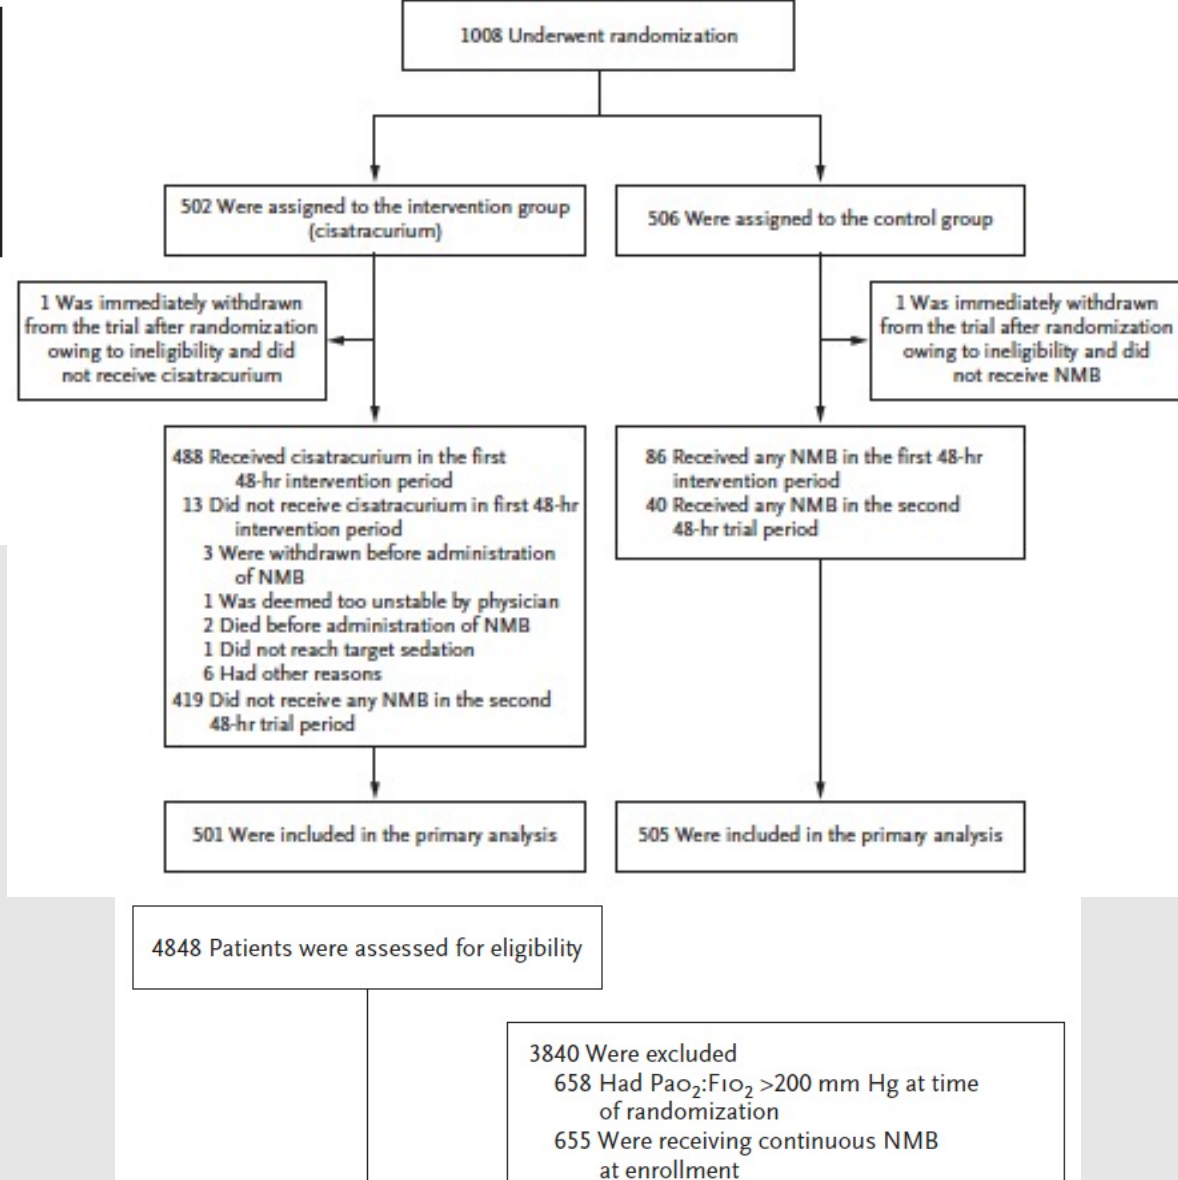 1008 Underwent randomization
502 Were assigned to the intervention group
(cisatracurium)
506 Were assigned to the control group
1 Was immediately withdrawn
from the trial after randomization
owing to ineligibility and did
not receive cisatracurium
1 Was immediately withdrawn
from the trial after randomization
owing to ineligibility and did
not receive NMB
488 Received cisatracurium in the first
48-hr intervention period
13 Did not receive cisatracurium in first 48-hr
intervention period
3 Were withdrawn before administration
of NMB
1 Was deemed too unstable by physician
2 Died before administration of NMB
1 Did not reach target sedation
6 Had other reasons
419 Did not receive any NMB in the second
48-hr trial period
86 Received any NMB in the first 48-hr
intervention period
40 Received any NMB in the second
48-hr trial period
501 Were included in the primary analysis
505 Were included in the primary analysis
4848 Patients were assessed for eligibility
3840 Were excluded
658 Had Pao₂:Fio₂ >200 mm Hg at time
of randomization
655 Were receiving continuous NMB
at enrollment